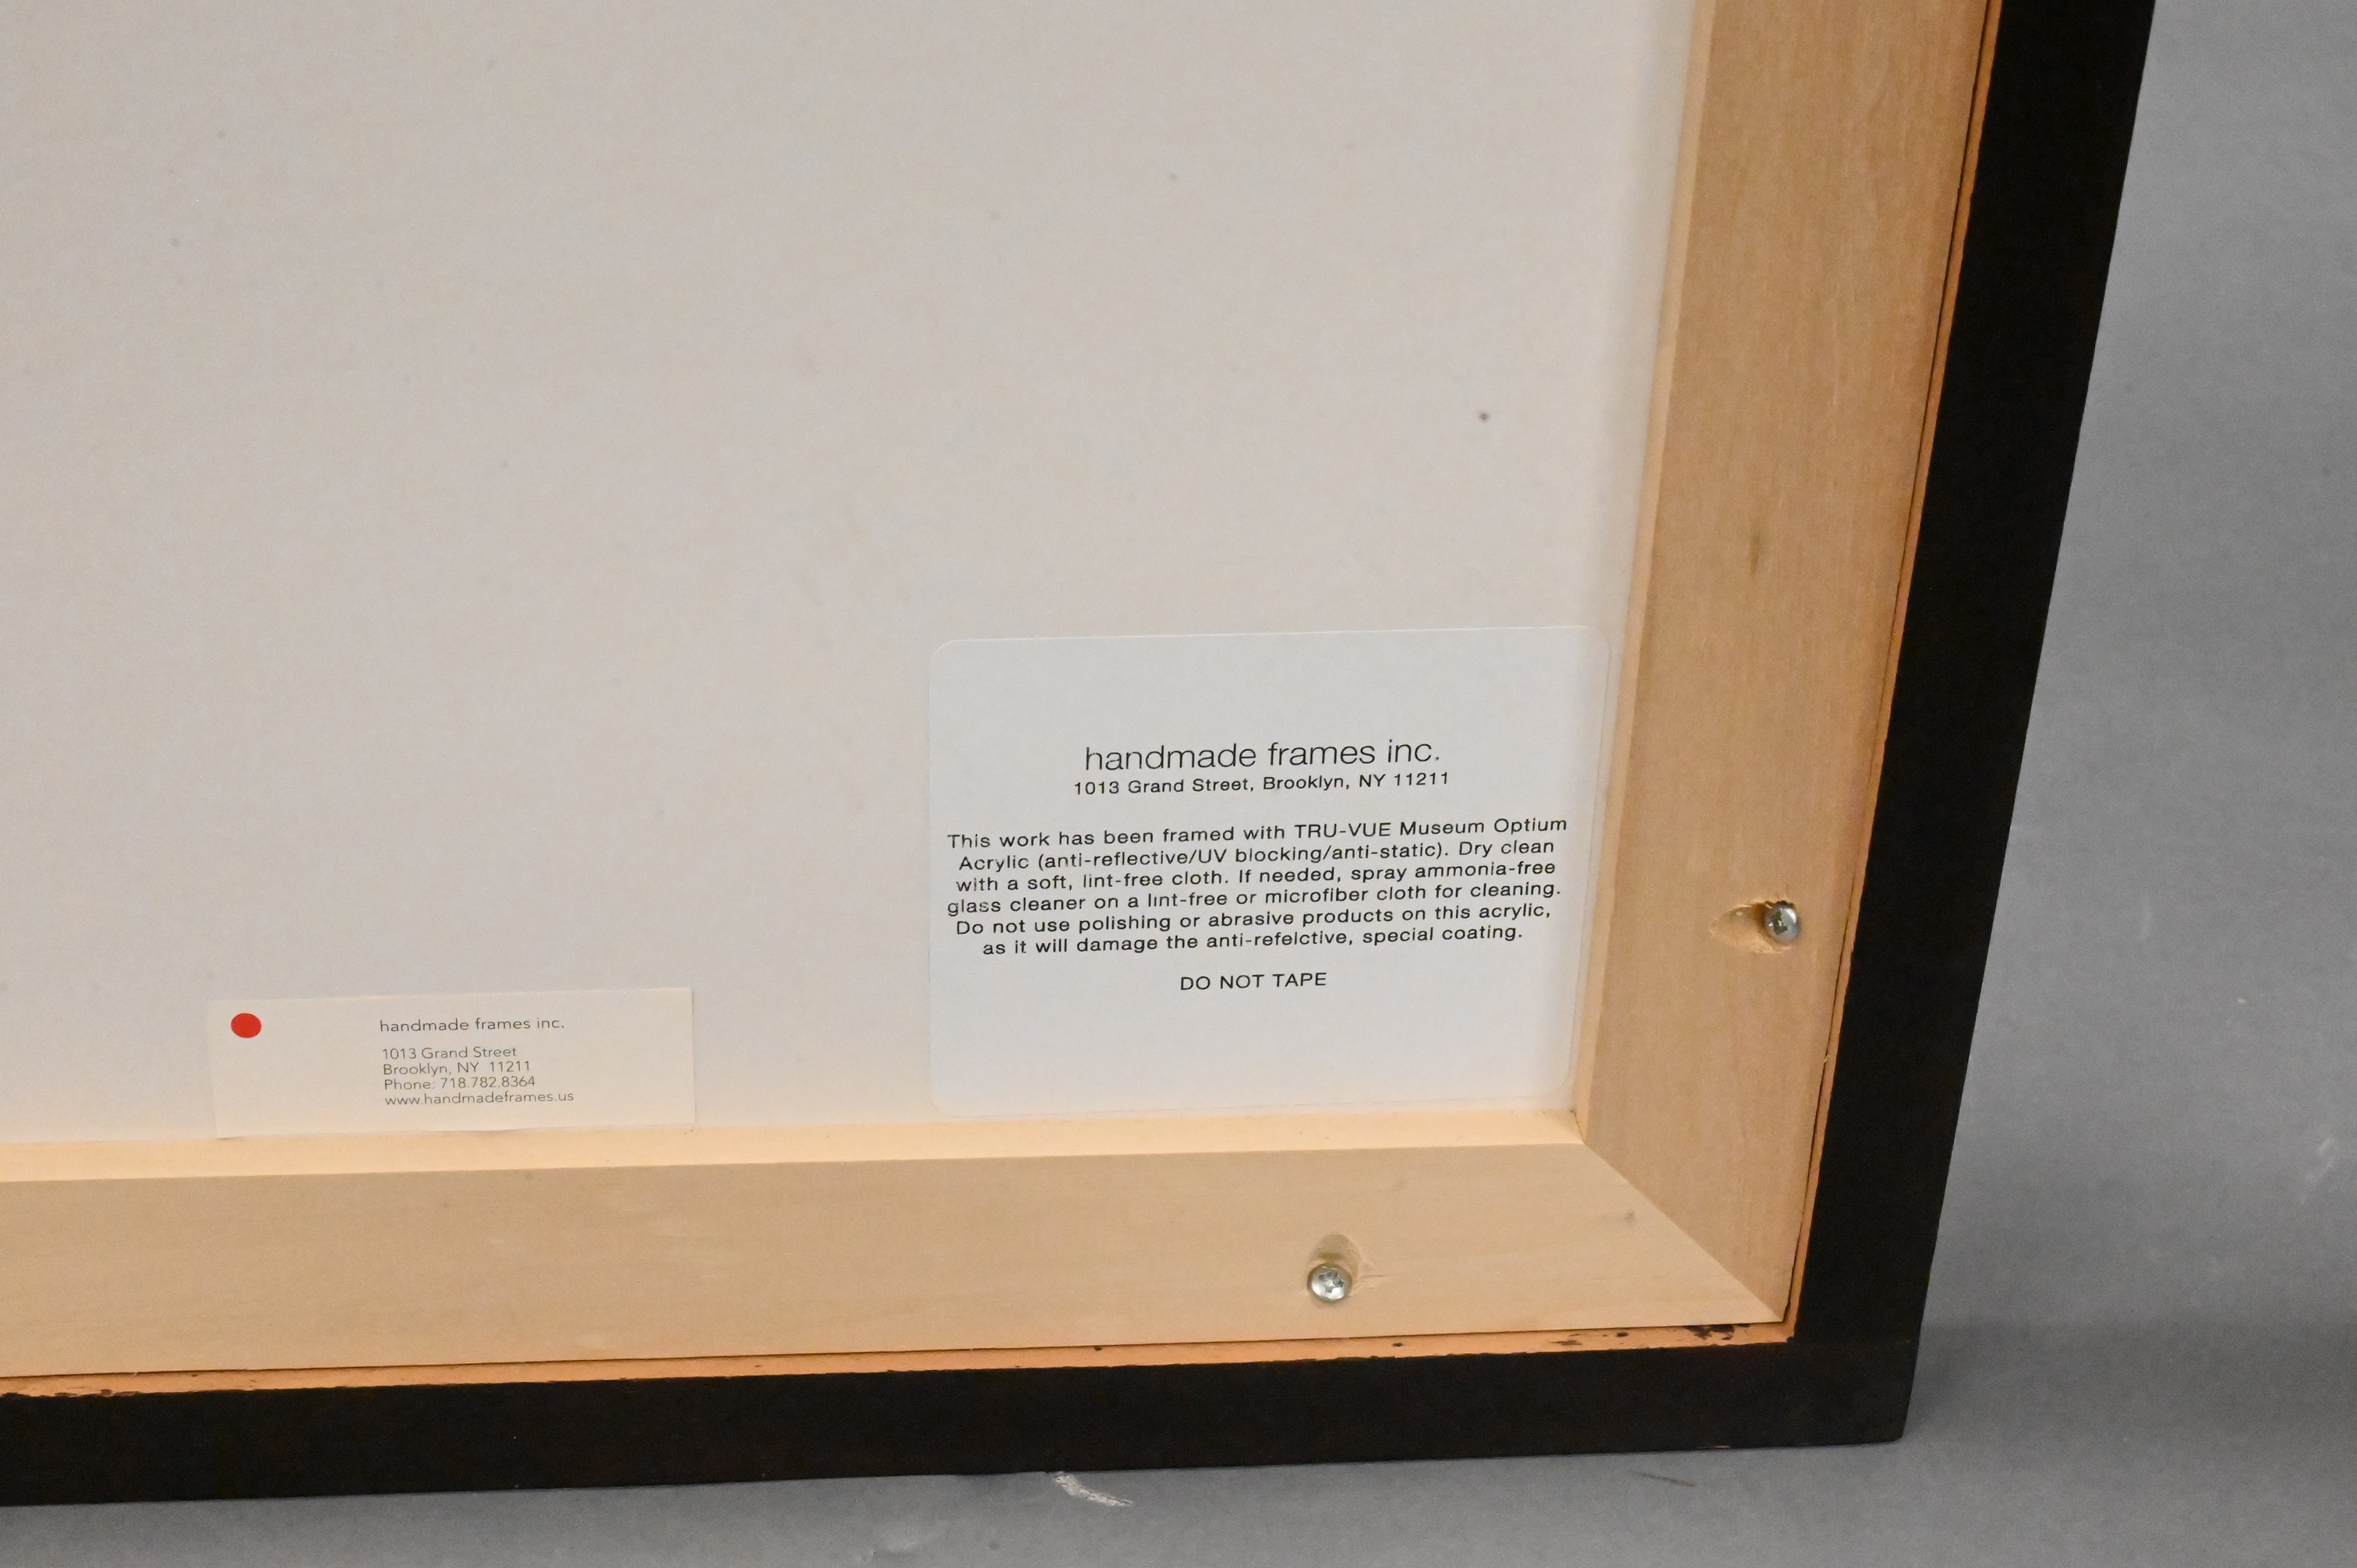 handmade frames inc.
1013 Grand Street, Brooklyn, NY 11211
This work has been framed with TRU-VUE Museum Optium
Acrylic (anti-reflective/UV blocking/anti-static). Dry clean
with a soft, lint-free cloth. If needed, spray ammonia-free
glass cleaner on a lint-free or microfiber cloth for cleaning.
Do not use polishing or abrasive products on this acrylic,
as it will damage the anti-refelctive, special coating.
DO NOT TAPE
handmade frames inc.
1013 Grand Street
Brooklyn, NY 11211
Phone: 718.782.8364
www.handmadeframes.us